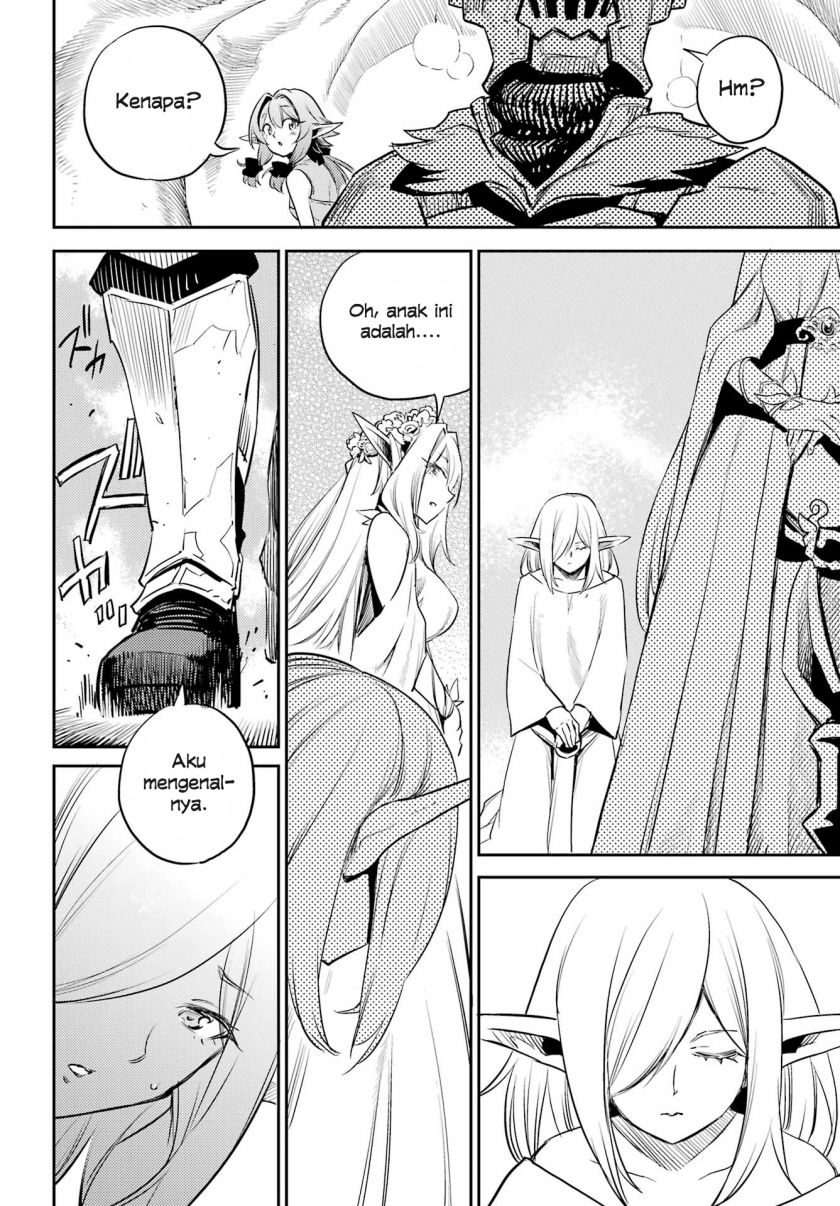 Hm?
Kenapa?
Oh, anak ini
adalah....
Aku
mengenal-
nya.